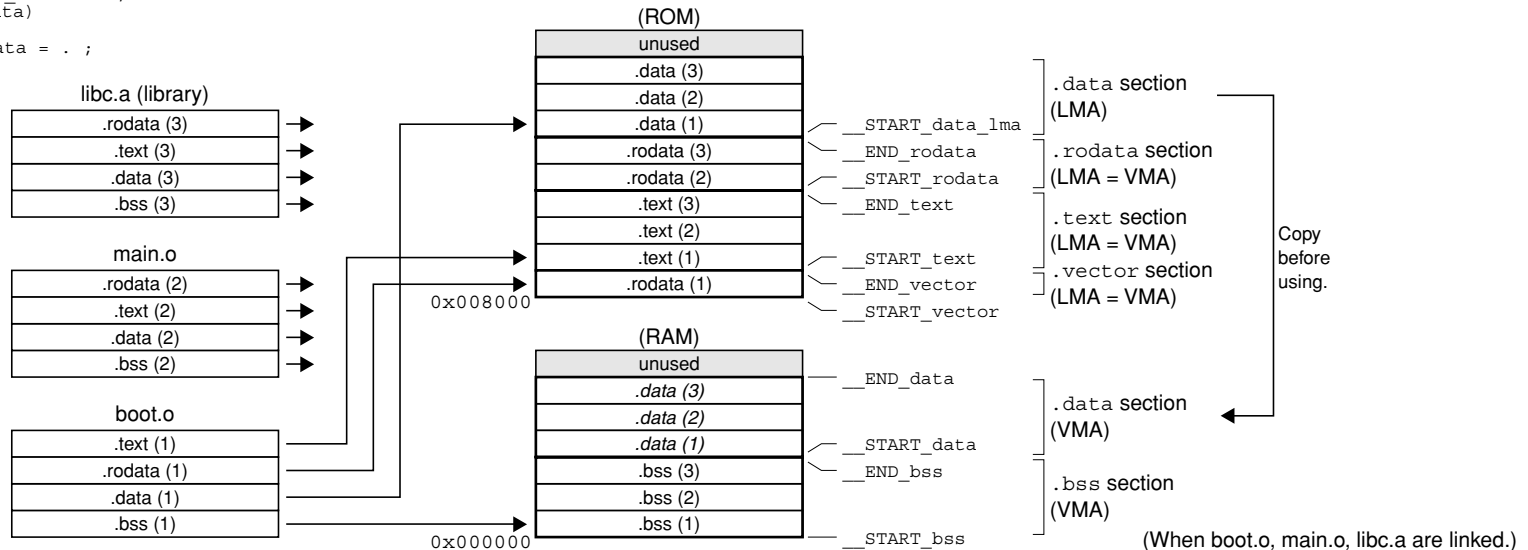 ata)
ata = . ;
libc.a (library)
.rodata (3)
.text (3)
.data (3)
.bss (3)
main.o
.rodata (2)
.text (2)
.data (2)
.bss (2)
boot.o
.text (1)
.rodata (1)
.data (1)
.bss (1)
(ROM)
unused
.data (3)
.data (2)
.data (1)
.rodata (3)
.rodata (2)
.text (3)
.text (2)
.text (1)
.rodata (1)
0x008000
__START_data_lma
__END_rodata
__START_rodata
__END_text
__START_text
__END_vector
__START_vector
.data section
(LMA)
.rodata section
(LMA = VMA)
.text section
(LMA = VMA)
.vector section
(LMA = VMA)
Copy
before
using.
(RAM)
unused
.data (3)
.data (2)
.data (1)
.bss (3)
.bss (2)
.bss (1)
0x000000
__END_data
__START_data
__END_bss
__START_bss
.data section
(VMA)
.bss section
(VMA)
(When boot.o, main.o, libc.a are linked.)